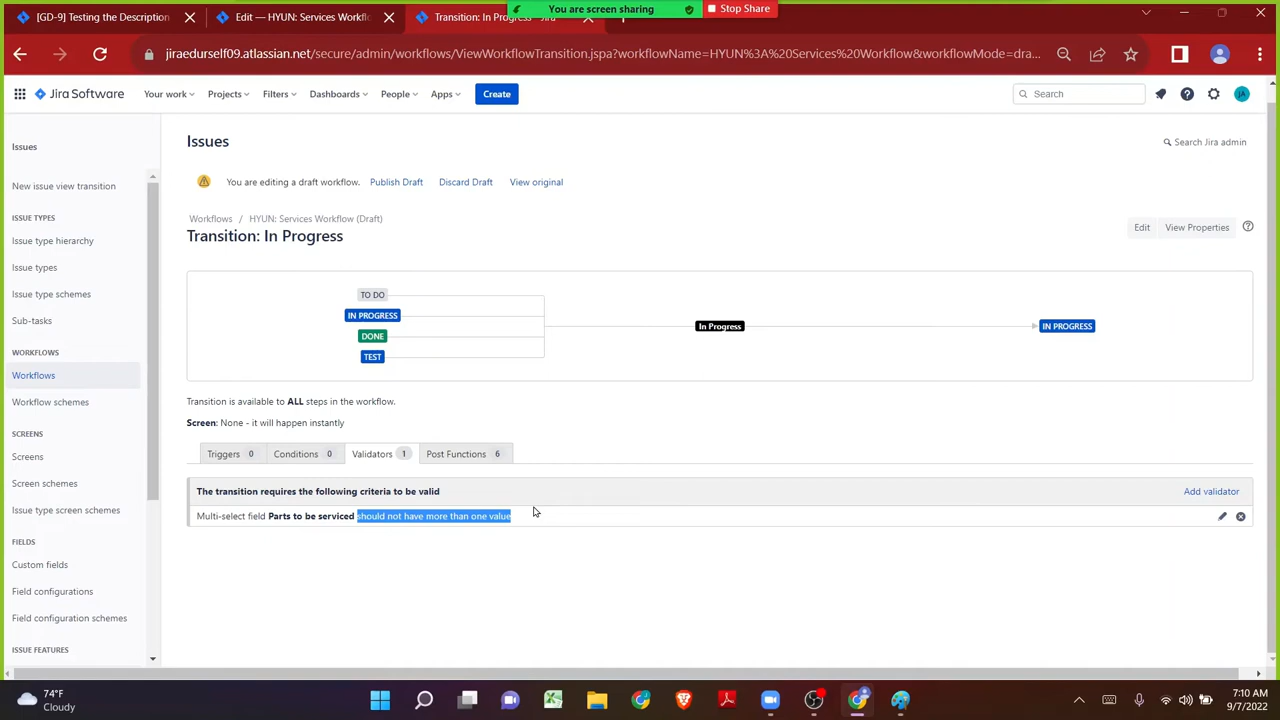 You are screen sharing
Stop Share
[GD-9] Testing the Description
Edit — HYUN: Services Workfl
Transition: In Progress - Jira
jiraedurself09.atlassian.net/secure/admin/workflows/ViewWorkflowTransition.jspa?workflowName=HYUN%3A%20Services%20Workflow&workflowMode=dra...
Jira Software
Your work
Projects
Filters
Dashboards
People
Apps
Create
Search
JA
Issues
New issue view transition
ISSUE TYPES
Issue type hierarchy
Issue types
Issue type schemes
Sub-tasks
WORKFLOWS
Workflows
Workflow schemes
SCREENS
Screens
Screen schemes
Issue type screen schemes
FIELDS
Custom fields
Field configurations
Field configuration schemes
ISSUE FEATURES
Issues
Search Jira admin
You are editing a draft workflow. Publish Draft Discard Draft View original
Workflows / HYUN: Services Workflow (Draft)
Transition: In Progress
Edit
View Properties
TO DO
IN PROGRESS
DONE
TEST
In Progress
IN PROGRESS
Transition is available to ALL steps in the workflow.
Screen: None - it will happen instantly
Triggers 0
Conditions 0
Validators 1
Post Functions 6
The transition requires the following criteria to be valid
Add validator
Multi-select field Parts to be serviced should not have more than one value
74°F
Cloudy
7:10 AM
9/7/2022